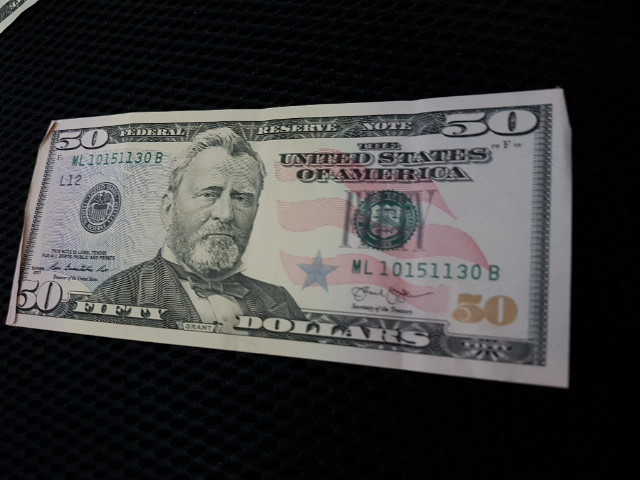 FEDERAL RESERVE NOTE
50
50
THE
UNITED STATES
OF AMERICA
ML 10151130 B
L12
ML 10151130 B
GRANT
50
50
FIFTY DOLLARS